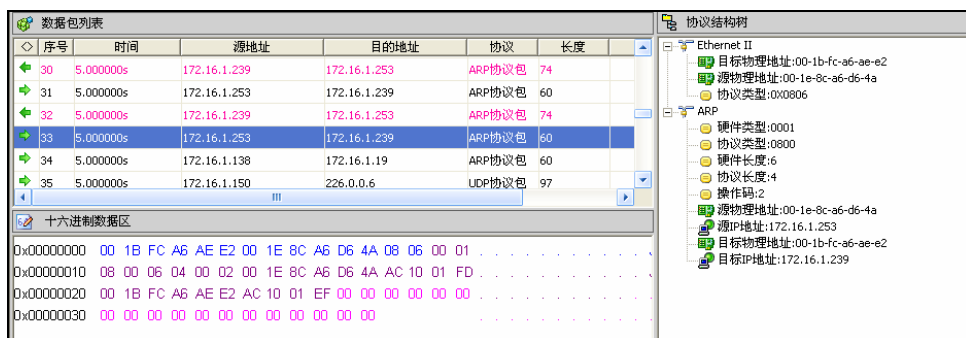 数据包列表
◇ 序号 时间 源地址 目的地址 协议 长度
30 5.000000s 172.16.1.239 172.16.1.253 ARP协议包 74
31 5.000000s 172.16.1.253 172.16.1.239 ARP协议包 60
32 5.000000s 172.16.1.239 172.16.1.253 ARP协议包 74
33 5.000000s 172.16.1.253 172.16.1.239 ARP协议包 60
34 5.000000s 172.16.1.138 172.16.1.19 ARP协议包 60
35 5.000000s 172.16.1.150 226.0.0.6 UDP协议包 97
十六进制数据区
0x00000000 00 1B FC A6 AE E2 00 1E 8C A6 D6 4A 08 06 00 01 . . . . . . . . . . . .
0x00000010 08 00 06 04 00 02 00 1E 8C A6 D6 4A AC 10 01 FD . . . . . . . . . . . .
0x00000020 00 1B FC A6 AE E2 AC 10 01 EF 00 00 00 00 00 00 . . . . . . . . . . . .
0x00000030 00 00 00 00 00 00 00 00 00 00 00 00 . . . . . . . . . . . .
协议结构树
Ethernet II
目标物理地址:00-1b-fc-a6-ae-e2
源物理地址:00-1e-8c-a6-d6-4a
协议类型:0X0806
ARP
硬件类型:0001
协议类型:0800
硬件长度:6
协议长度:4
操作码:2
源物理地址:00-1e-8c-a6-d6-4a
源IP地址:172.16.1.253
目标物理地址:00-1b-fc-a6-ae-e2
目标IP地址:172.16.1.239